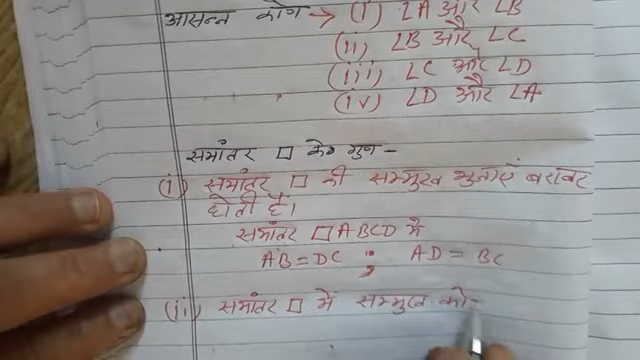 आसन्न कोण → (i) ∠A और ∠B
(ii) ∠B और ∠C
(iii) ∠C और ∠D
(iv) ∠D और ∠A
समांतर □ के गुण –
(i) समांतर □ की सम्मुख भुजाएं बराबर
होती हैं।
समांतर □ABCD में
AB = DC ; AD = BC
(ii) समांतर □ में सम्मुख को